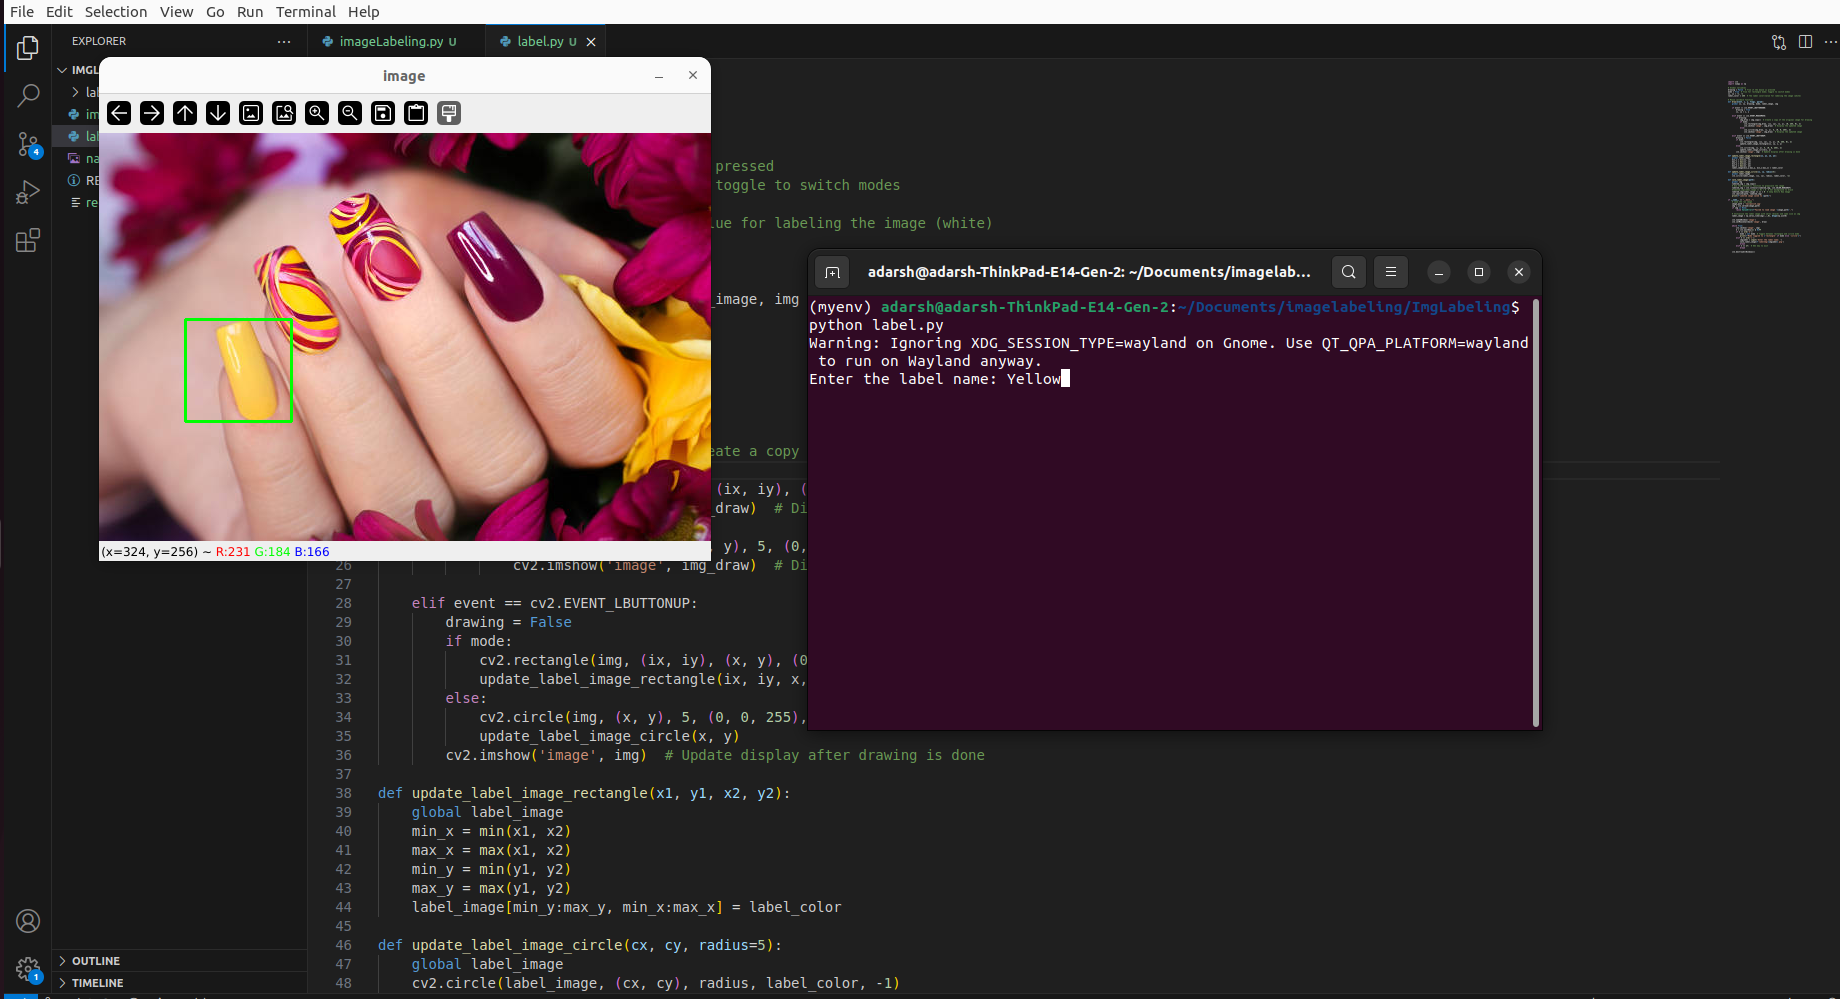 File Edit Selection View Go Run Terminal Help
EXPLORER
imageLabeling.py U
label.py U
IMGL
la
im
la
na
RE
re
4
image
(x=324, y=256) ~ R:231 G:184 B:166
pressed
toggle to switch modes
ue for labeling the image (white)
_image, img
eate a copy
(ix, iy), (
_draw)  # Di
y), 5, (0,
26 cv2.imshow('image', img_draw)  # Di
27
28 elif event == cv2.EVENT_LBUTTONUP:
29 drawing = False
30 if mode:
31 cv2.rectangle(img, (ix, iy), (x, y), (0
32 update_label_image_rectangle(ix, iy, x,
33 else:
34 cv2.circle(img, (x, y), 5, (0, 0, 255),
35 update_label_image_circle(x, y)
36 cv2.imshow('image', img)  # Update display after drawing is done
37
38 def update_label_image_rectangle(x1, y1, x2, y2):
39 global label_image
40 min_x = min(x1, x2)
41 max_x = max(x1, x2)
42 min_y = min(y1, y2)
43 max_y = max(y1, y2)
44 label_image[min_y:max_y, min_x:max_x] = label_color
45
46 def update_label_image_circle(cx, cy, radius=5):
47 global label_image
48 cv2.circle(label_image, (cx, cy), radius, label_color, -1)
adarsh@adarsh-ThinkPad-E14-Gen-2: ~/Documents/imagelab...
(myenv) adarsh@adarsh-ThinkPad-E14-Gen-2:~/Documents/imagelabeling/ImgLabeling$
python label.py
Warning: Ignoring XDG_SESSION_TYPE=wayland on Gnome. Use QT_QPA_PLATFORM=wayland
to run on Wayland anyway.
Enter the label name: Yellow
OUTLINE
TIMELINE
1